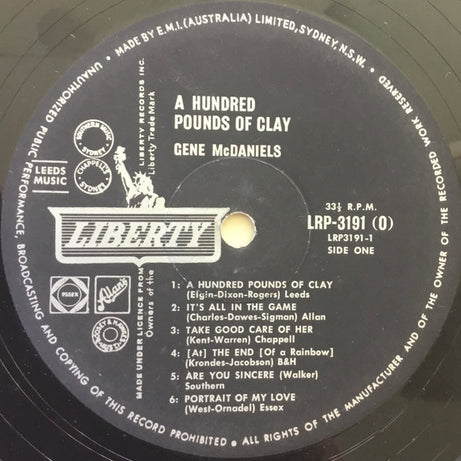 MADE BY E.M.I.(AUSTRALIA) LIMITED, SYDNEY, N.S.W. • ALL RIGHTS OF THE MANUFACTURER AND OF THE OWNER OF THE RECORDED WORK RESERVED
UNAUTHORIZED PUBLIC PERFORMANCE, BROADCASTING AND COPYING OF THIS RECORD PROHIBITED •
A HUNDRED
POUNDS OF CLAY
GENE McDANIELS
SOUTHERN MUSIC
SYDNEY
LEEDS
MUSIC
CHAPPELL
SYDNEY
LIBERTY
ESSEX
Allans
MADE UNDER LICENCE FROM LIBERTY RECORDS INC.
Owners of the Liberty Trade Mark
33⅓ R.P.M.
LRP-3191 (O)
LRP3191-1
SIDE ONE
1: A HUNDRED POUNDS OF CLAY
(Elgin-Dixon-Rogers) Leeds
2: IT'S ALL IN THE GAME
(Charles-Dawes-Sigman) Allan
3: TAKE GOOD CARE OF HER
(Kent-Warren) Chappell
4: [At] THE END [Of a Rainbow]
(Krondes-Jacobson) B&H
5: ARE YOU SINCERE (Walker)
Southern
6: PORTRAIT OF MY LOVE
(West-Ornadel) Essex